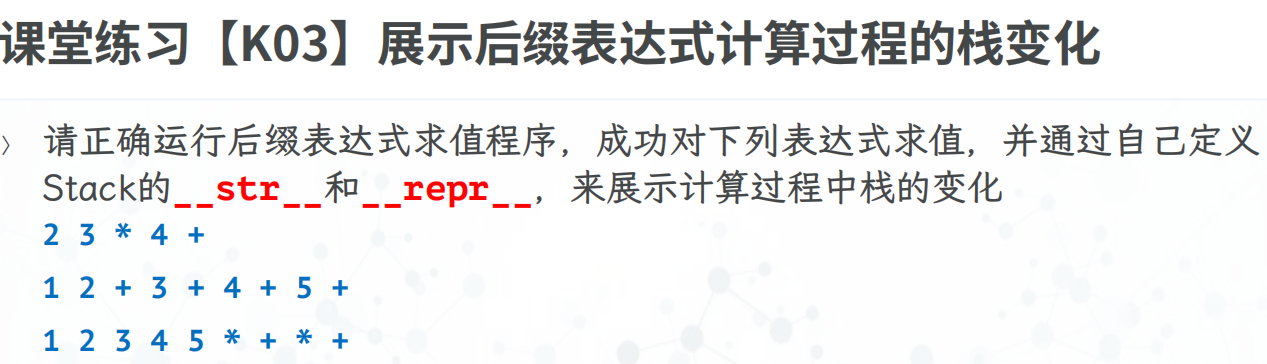 课堂练习【K03】展示后缀表达式计算过程的栈变化
〉 请正确运行后缀表达式求值程序，成功对下列表达式求值，并通过自己定义
Stack的__str__和__repr__，来展示计算过程中栈的变化
2 3 * 4 +
1 2 + 3 + 4 + 5 +
1 2 3 4 5 * + * +